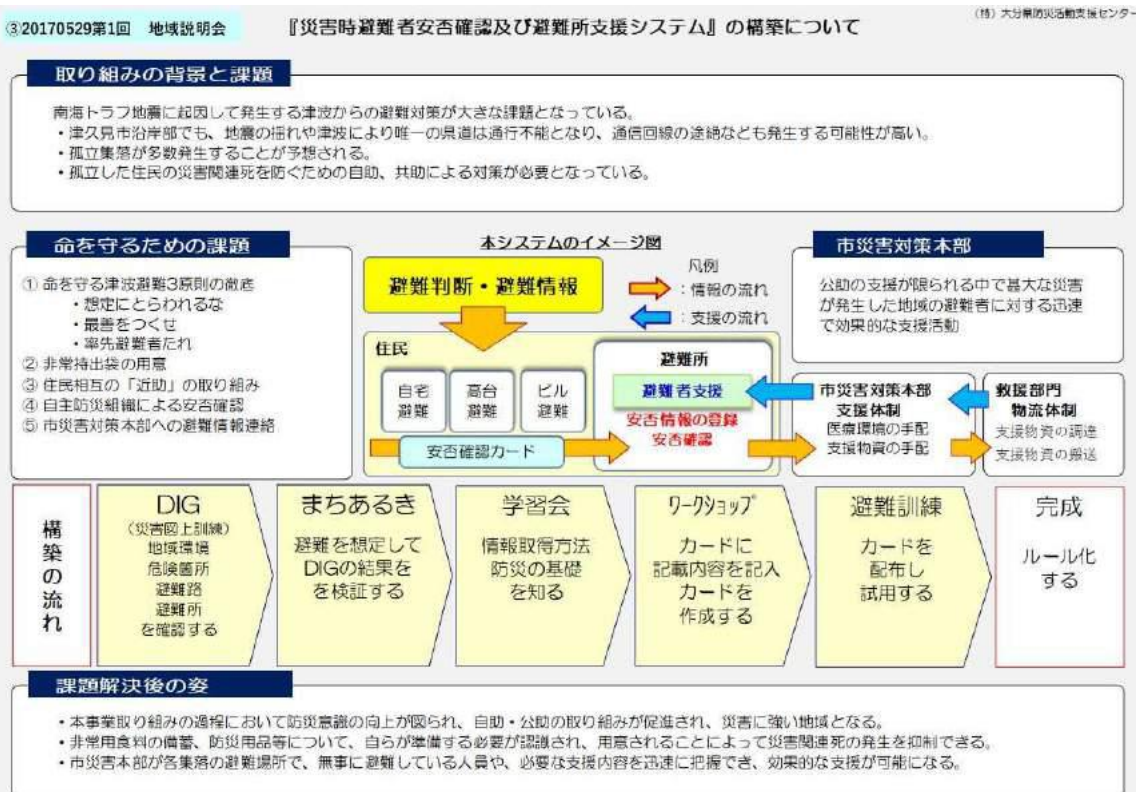 ③20170529第1回 地域説明会
『災害時避難者安否確認及び避難所支援システム』の構築について
(特)大分県防災活動支援センター
取り組みの背景と課題
南海トラフ地震に起因して発生する津波からの避難対策が大きな課題となっている。
・津久見市沿岸部でも、地震の揺れや津波により唯一の県道は通行不能となり、通信回線の途絶なども発生する可能性が高い。
・孤立集落が多数発生することが予想される。
・孤立した住民の災害関連死を防ぐための自助、共助による対策が必要となっている。
命を守るための課題
① 命を守る津波避難3原則の徹底
・想定にとらわれるな
・最善をつくせ
・率先避難者たれ
② 非常持出袋の用意
③ 住民相互の「近助」の取り組み
④ 自主防災組織による安否確認
⑤ 市災害対策本部への避難情報連絡
本システムのイメージ図
避難判断・避難情報
凡例
:情報の流れ
:支援の流れ
住民
自宅
避難
高台
避難
ビル
避難
安否確認カード
避難所
避難者支援
安否情報の登録
安否確認
市災害対策本部
公助の支援が限られる中で甚大な災害
が発生した地域の避難者に対する迅速
で効果的な支援活動
市災害対策本部
支援体制
医療環境の手配
支援物資の手配
救援部門
物流体制
支援物資の調達
支援物資の搬送
構築の流れ
DIG
(災害図上訓練)
地域環境
危険箇所
避難路
避難所
を確認する
まちあるき
避難を想定して
DIGの結果を
を検証する
学習会
情報取得方法
防災の基礎
を知る
ワークショップ
カードに
記載内容を記入
カードを
作成する
避難訓練
カードを
配布し
試用する
完成
ルール化
する
課題解決後の姿
・本事業取り組みの過程において防災意識の向上が図られ、自助・公助の取り組みが促進され、災害に強い地域となる。
・非常用食料の備蓄、防災用品等について、自らが準備する必要が認識され、用意されることによって災害関連死の発生を抑制できる。
・市災害本部が各集落の避難場所で、無事に避難している人員や、必要な支援内容を迅速に把握でき、効果的な支援が可能になる。